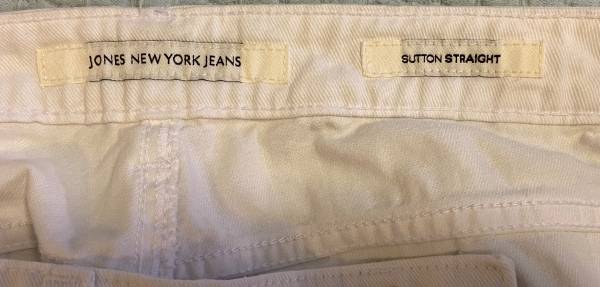 JONES NEW YORK JEANS
SUTTON STRAIGHT